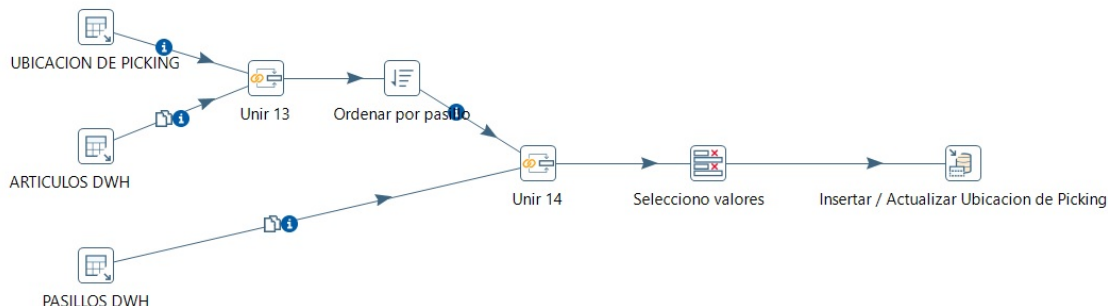 UBICACION DE PICKING
Unir 13
Ordenar por pasillo
ARTICULOS DWH
Unir 14
Selecciono valores
Insertar / Actualizar Ubicacion de Picking
PASILLOS DWH